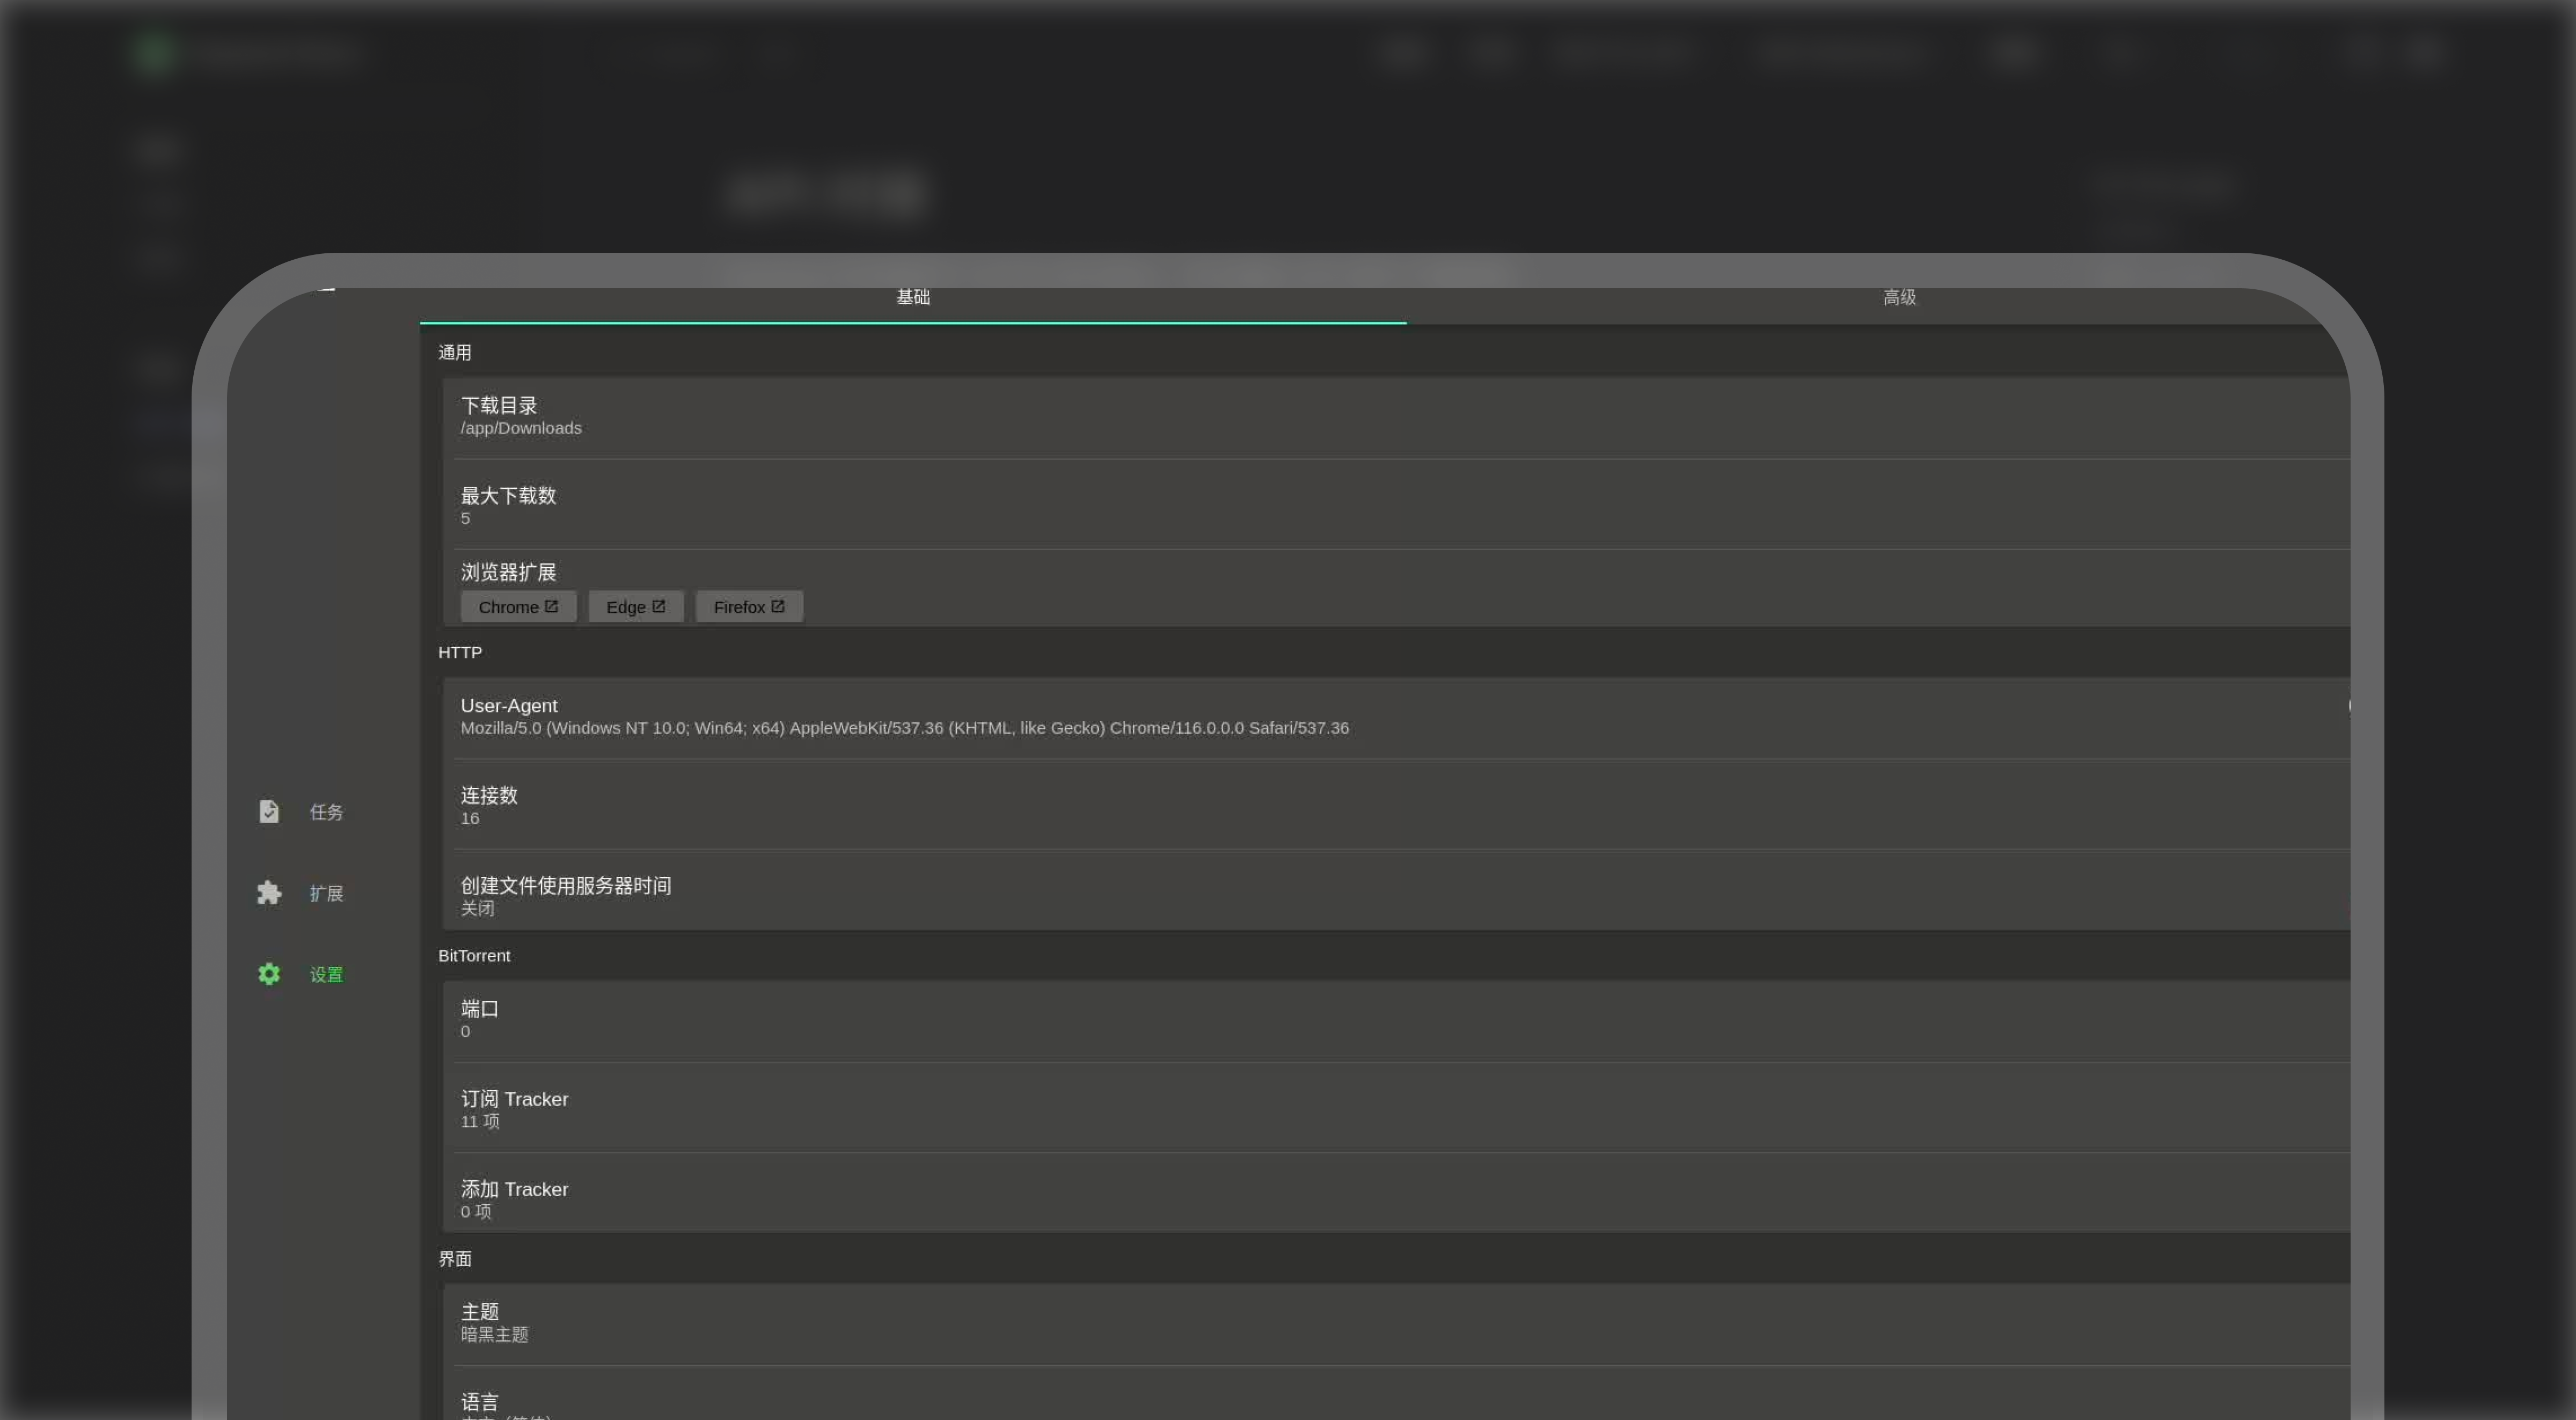 基础
高级
通用
下载目录
/app/Downloads
最大下载数
5
浏览器扩展
Chrome
Edge
Firefox
HTTP
User-Agent
Mozilla/5.0 (Windows NT 10.0; Win64; x64) AppleWebKit/537.36 (KHTML, like Gecko) Chrome/116.0.0.0 Safari/537.36
连接数
16
创建文件使用服务器时间
关闭
任务
扩展
设置
BitTorrent
端口
0
订阅 Tracker
11 项
添加 Tracker
0 项
界面
主题
暗黑主题
语言